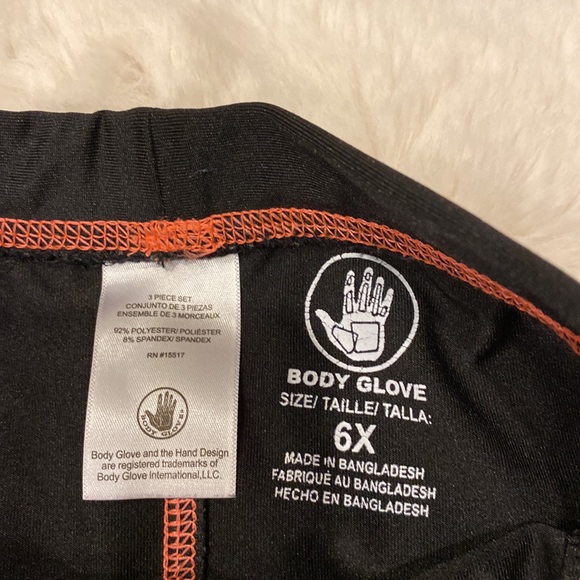 3 PIECE SET
CONJUNTO DE 3 PIEZAS
ENSEMBLE DE 3 MORCEAUX
92% POLYESTER/ POLIÉSTER
8% SPANDEX/ SPANDEX
RN #15517
BODY GLOVE
Body Glove and the Hand Design
are registered trademarks of
Body Glove International,LLC.
BODY GLOVE
SIZE/ TAILLE/ TALLA:
6X
MADE IN BANGLADESH
FABRIQUÉ AU BANGLADESH
HECHO EN BANGLADESH